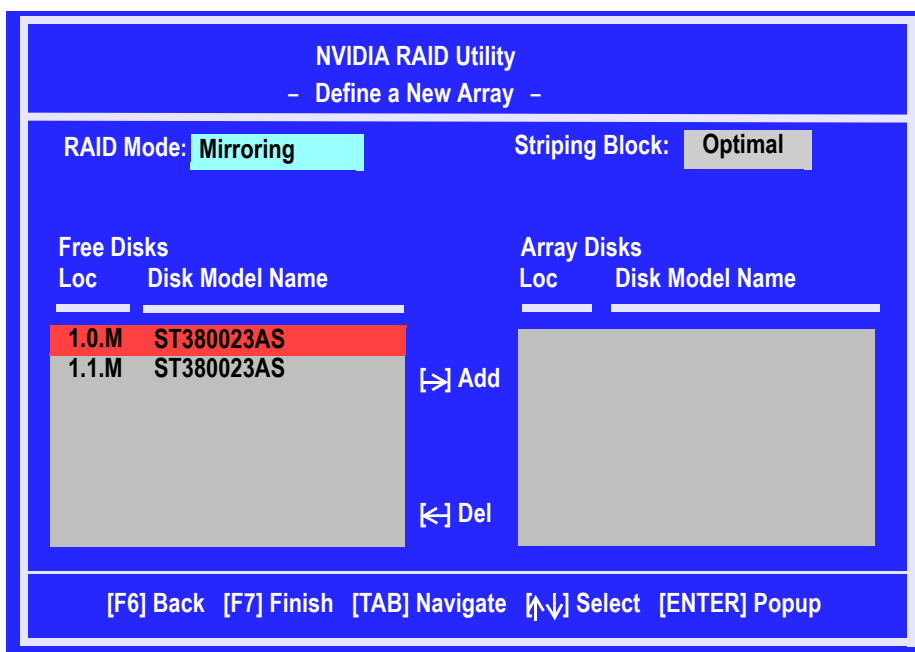 NVIDIA RAID Utility
– Define a New Array –
RAID Mode: Mirroring
Striping Block: Optimal
Free Disks
Loc Disk Model Name
1.0.M ST380023AS
1.1.M ST380023AS
[→] Add
[←] Del
Array Disks
Loc Disk Model Name
[F6] Back [F7] Finish [TAB] Navigate [↑↓] Select [ENTER] Popup